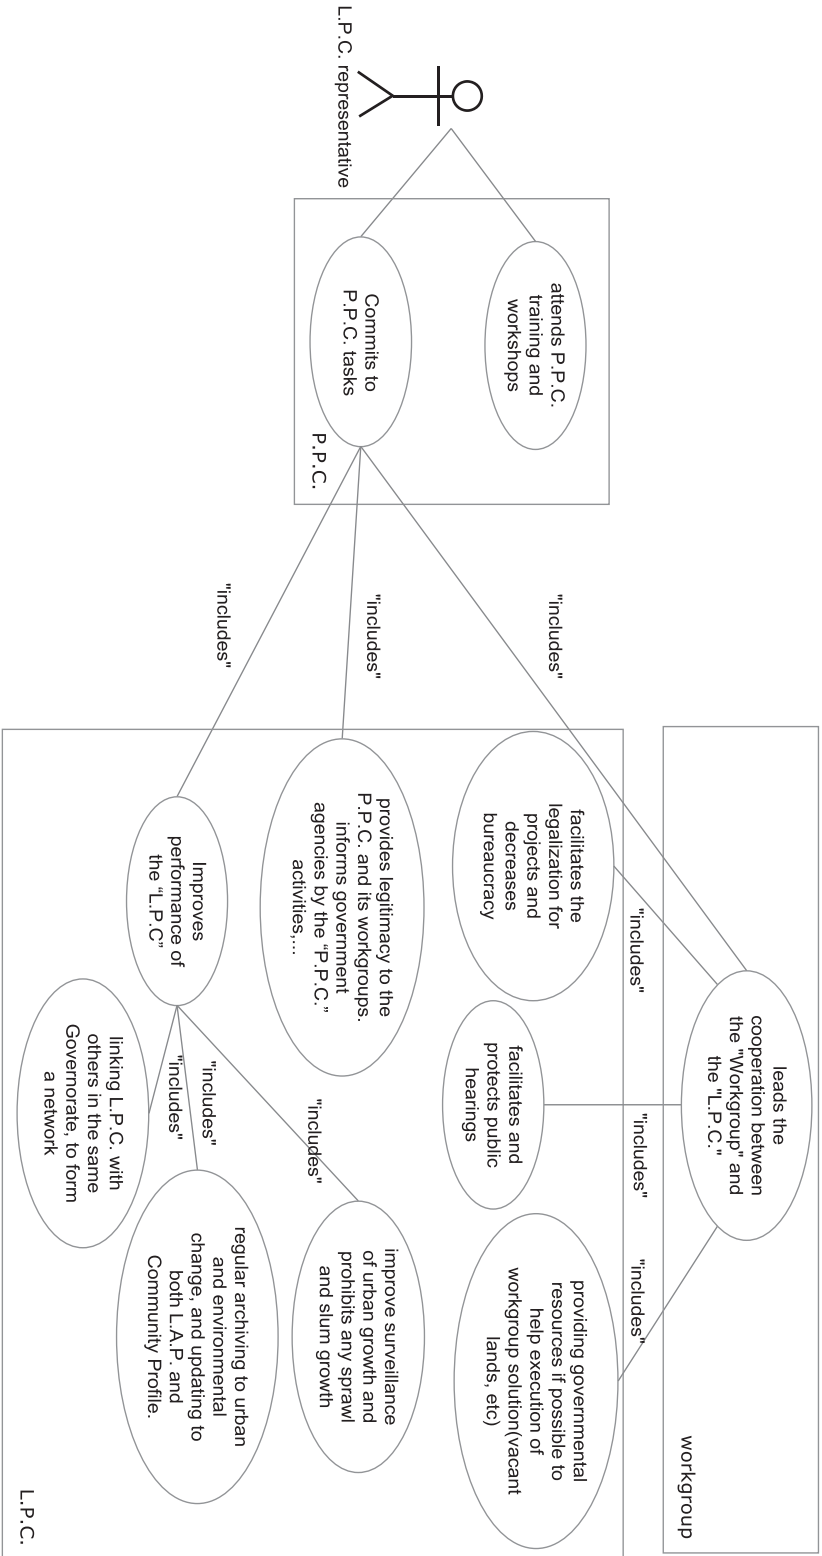 L.P.C. representative
attends P.P.C.
training and
workshops
Commits to
P.P.C. tasks
P.P.C.
"includes"
"includes"
"includes"
leads the
cooperation between
the "Workgroup" and
the "L.P.C."
workgroup
"includes"
"includes"
"includes"
facilitates the
legalization for
projects and
decreases
bureaucracy
facilitates and
protects public
hearings
providing governmental
resources if possible to
help execution of
workgroup solution(vacant
lands, etc)
provides legitimacy to the
P.P.C. and its workgroups.
informs government
agencies by the “P.P.C.”
activities,...
Improves
performance of
the “L.P.C”
"includes"
"includes"
"includes"
improve surveillance
of urban growth and
prohibits any sprawl
and slum growth
regular archiving to urban
and environmental
change, and updating to
both L.A.P. and
Community Profile.
linking L.P.C. with
others in the same
Governorate, to form
a network
L.P.C.